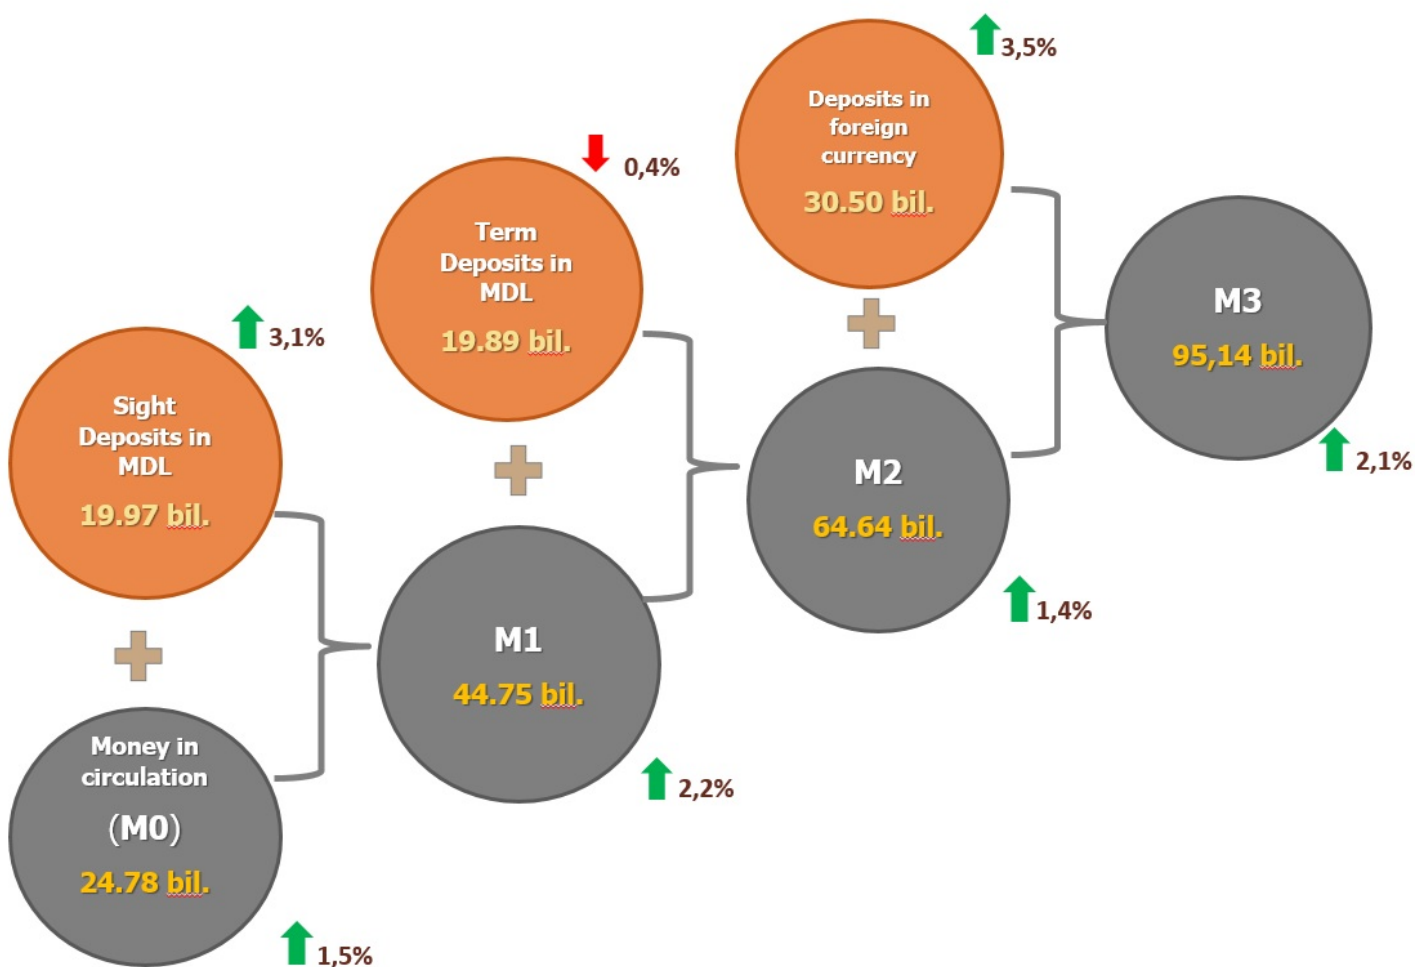 3,1%
Sight
Deposits in
MDL
19.97 bil.
Money in
circulation
(M0)
24.78 bil.
1,5%
0,4%
Term
Deposits in
MDL
19.89 bil.
M1
44.75 bil.
2,2%
3,5%
Deposits in
foreign
currency
30.50 bil.
M2
64.64 bil.
1,4%
M3
95,14 bil.
2,1%